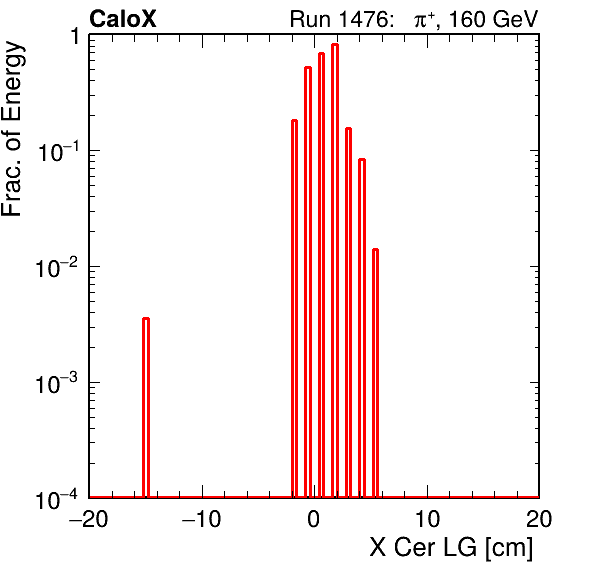 CaloX Run 1476: π⁺, 160 GeV
Frac. of Energy
1
10⁻¹
10⁻²
10⁻³
10⁻⁴
−20 −10 0 10 20
X Cer LG [cm]